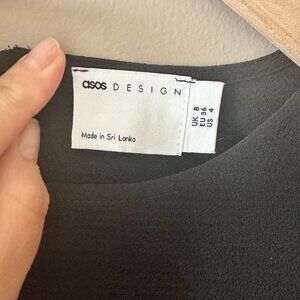 asos DESIGN
Made in Sri Lanka
UK 8
EU 36
US 4